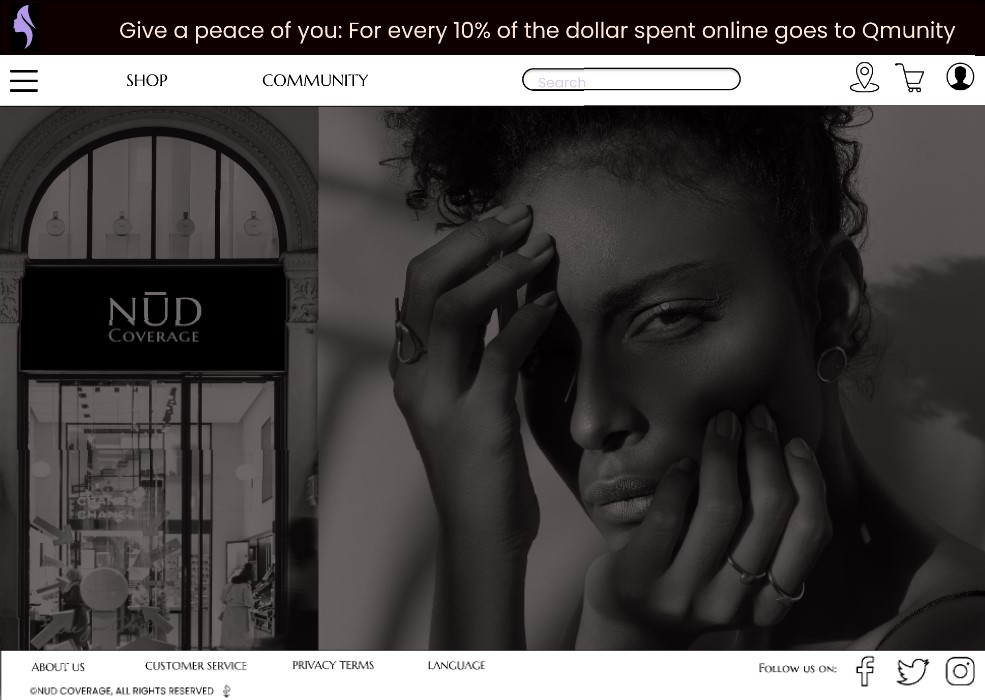 Give a peace of you: For every 10% of the dollar spent online goes to Qmunity
SHOP
COMMUNITY
Search
NŪD
COVERAGE
CHANEL
ABOUT US
CUSTOMER SERVICE
PRIVACY TERMS
LANGUAGE
FOLLOW US ON:
©NUD COVERAGE, ALL RIGHTS RESERVED